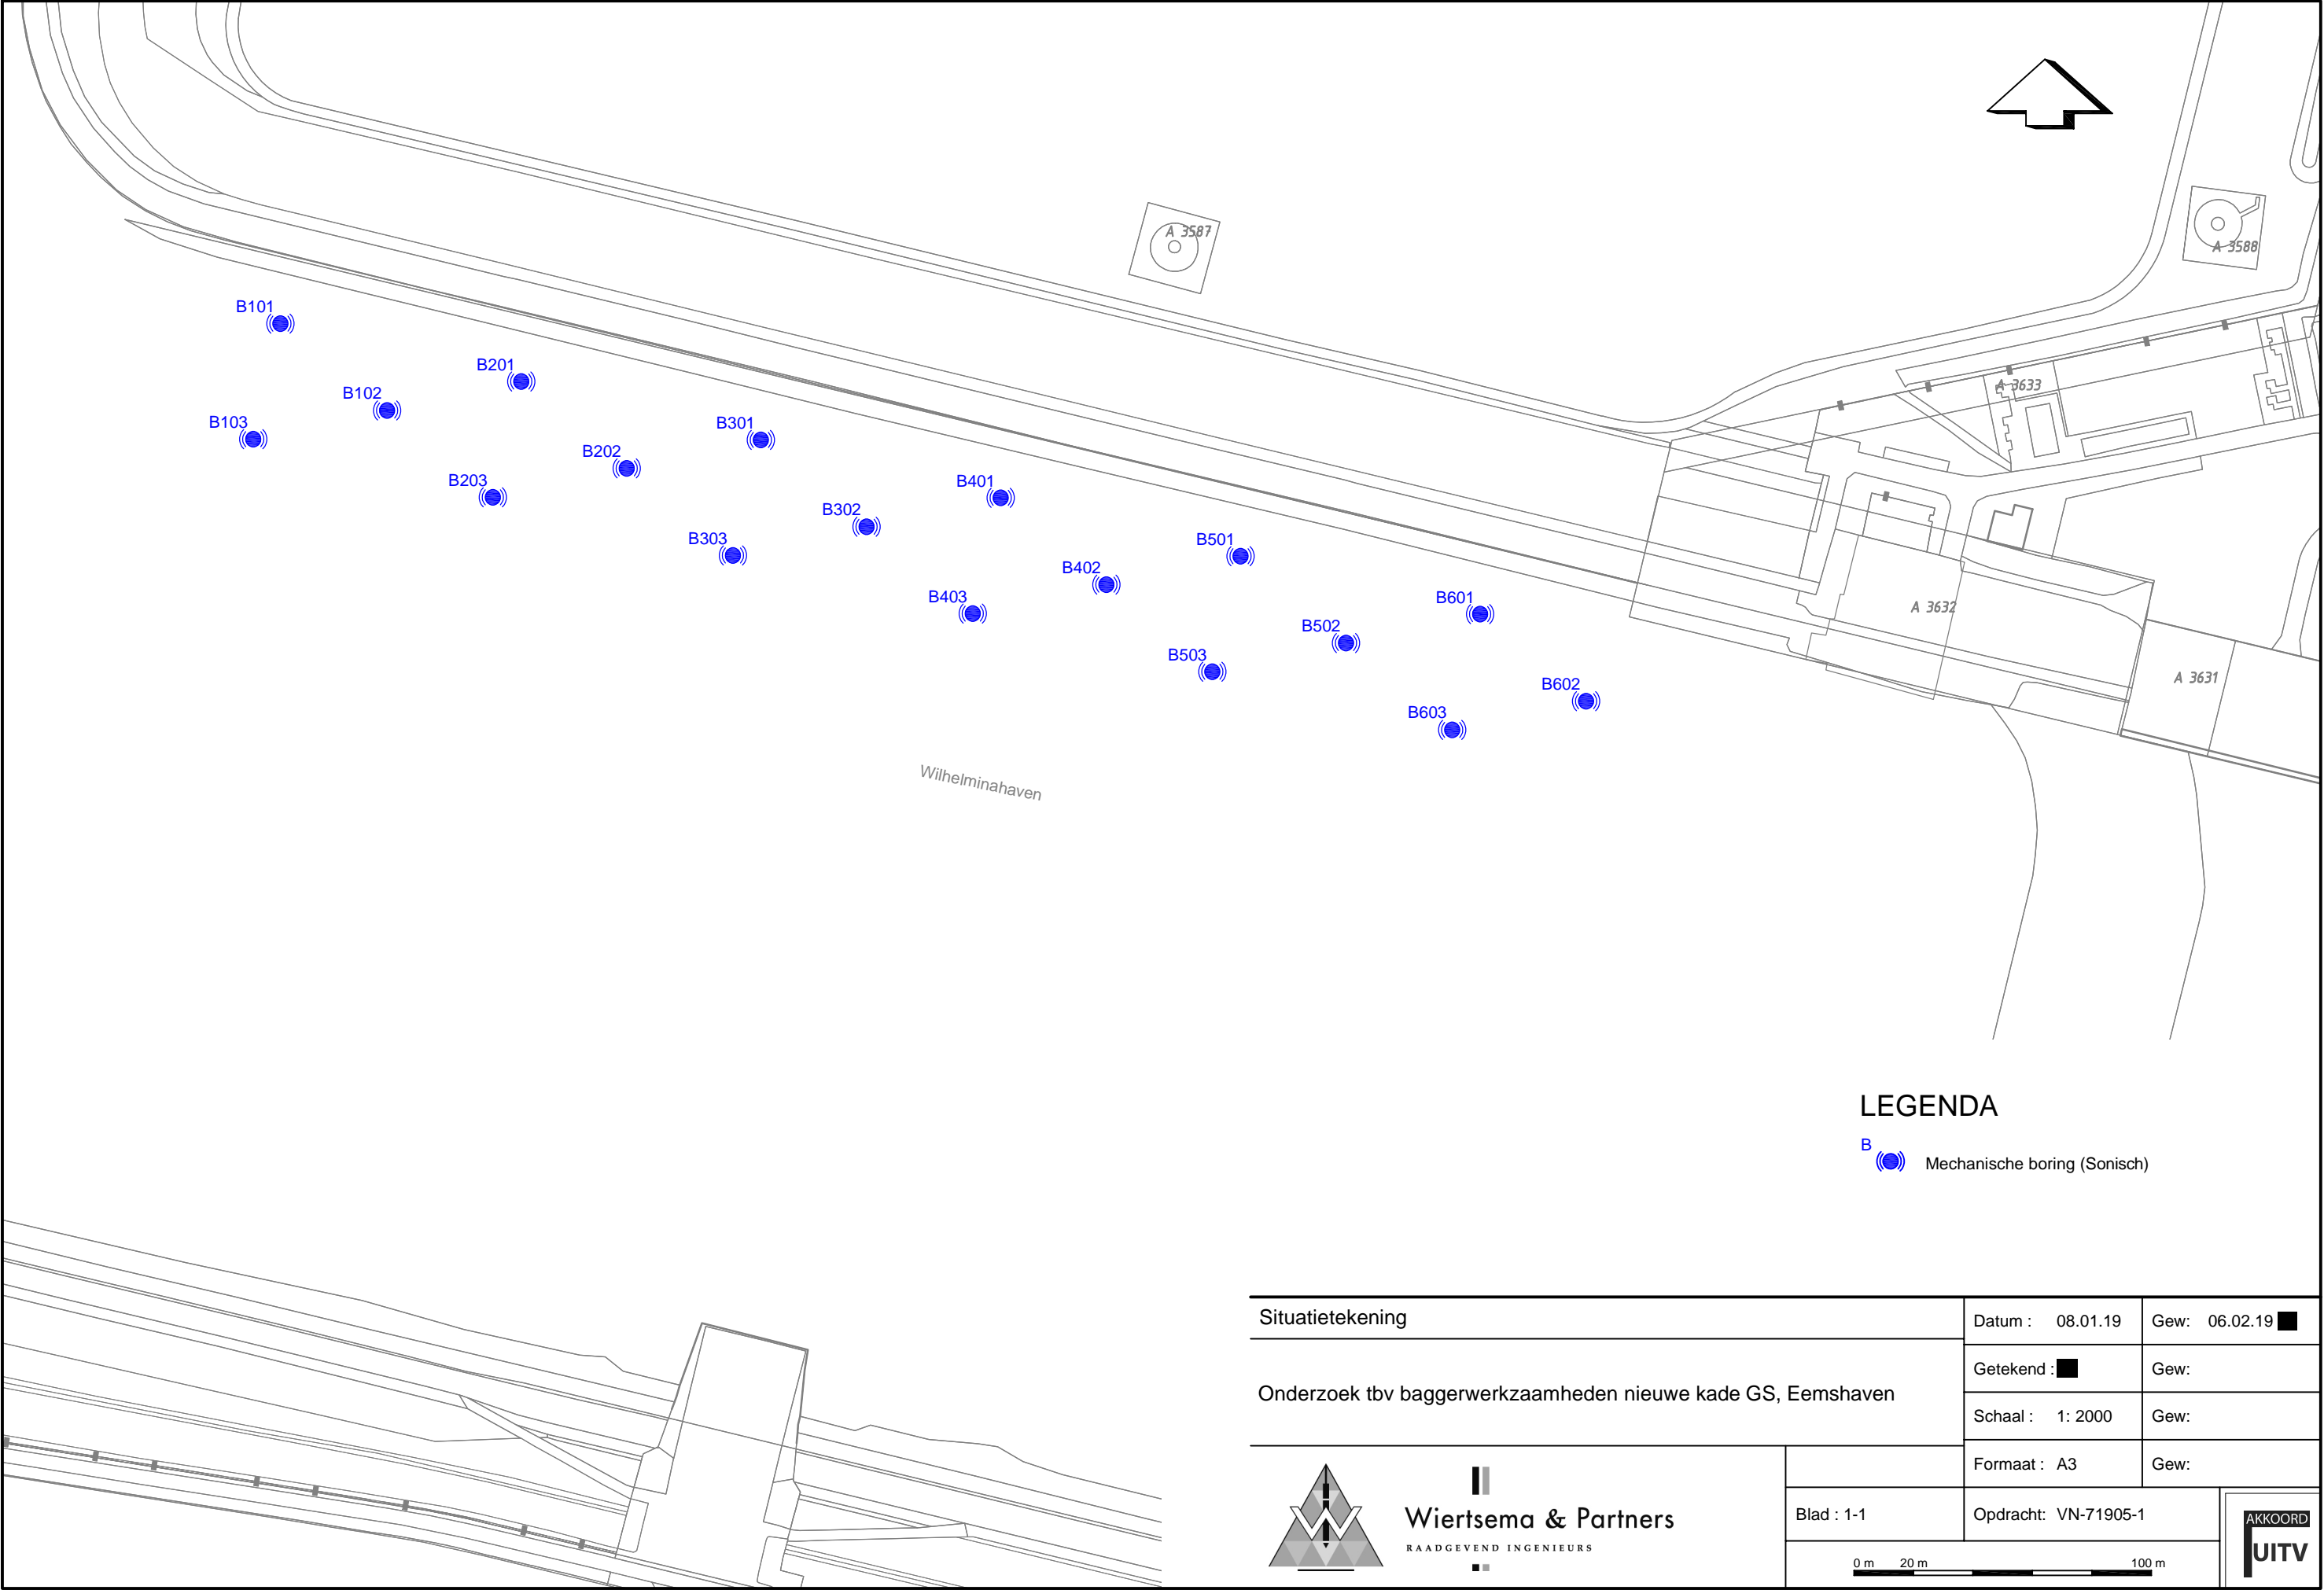 A 3587
A 3588
B101
B201
B102
B103
B301
B202
B203
B401
B302
B303
B501
B402
B403
B601
B502
B503
B602
B603
A 3633
A 3632
A 3631
Wilhelminahaven
LEGENDA
B
Mechanische boring (Sonisch)
Situatietekening
Datum : 08.01.19
Gew: 06.02.19
Onderzoek tbv baggerwerkzaamheden nieuwe kade GS, Eemshaven
Getekend :
Gew:
Schaal : 1: 2000
Gew:
Formaat : A3
Gew:
Wiertsema & Partners
RAADGEVEND INGENIEURS
Blad : 1-1
Opdracht: VN-71905-1
0 m 20 m 100 m
AKKOORD
UITV